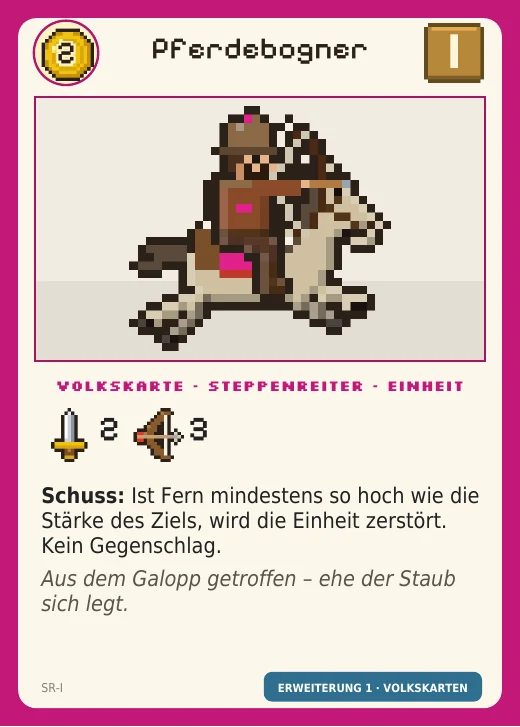 2 Pferdebogner I
VOLKSKARTE - STEPPENREITER - EINHEIT
2 3
Schuss: Ist Fern mindestens so hoch wie die
Stärke des Ziels, wird die Einheit zerstört.
Kein Gegenschlag.
Aus dem Galopp getroffen – ehe der Staub
sich legt.
SR-I ERWEITERUNG 1 · VOLKSKARTEN